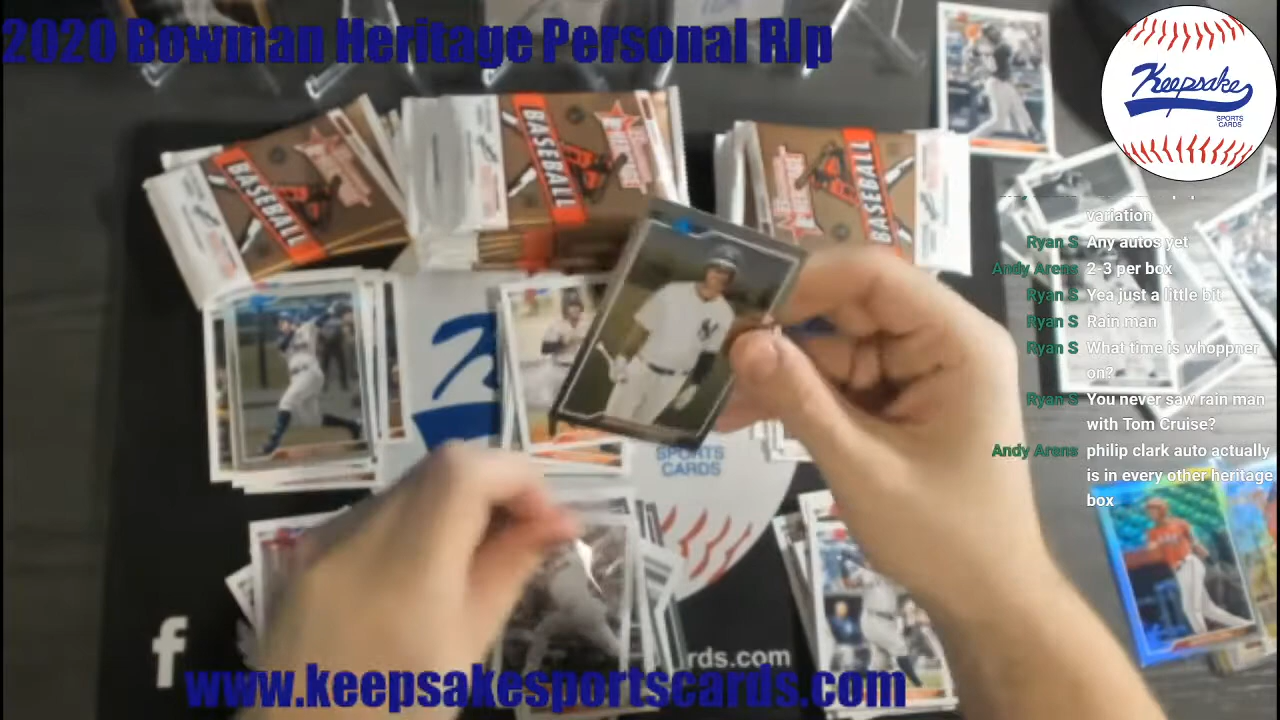 2020 Bowman Heritage Personal Rip
Keepsake
SPORTS
CARDS
variation
Ryan S Any autos yet
Andy Arens 2-3 per box
Ryan S Yea just a little bit
Ryan S Rain man
Ryan S What time is whoppner
on?
Ryan S You never saw rain man
with Tom Cruise?
Andy Arens philip clark auto actually
is in every other heritage
box
BASEBALL
BASEBALL
BASEBALL
SPORTS
CARDS
f
rds.com
www.keepsakesportscards.com